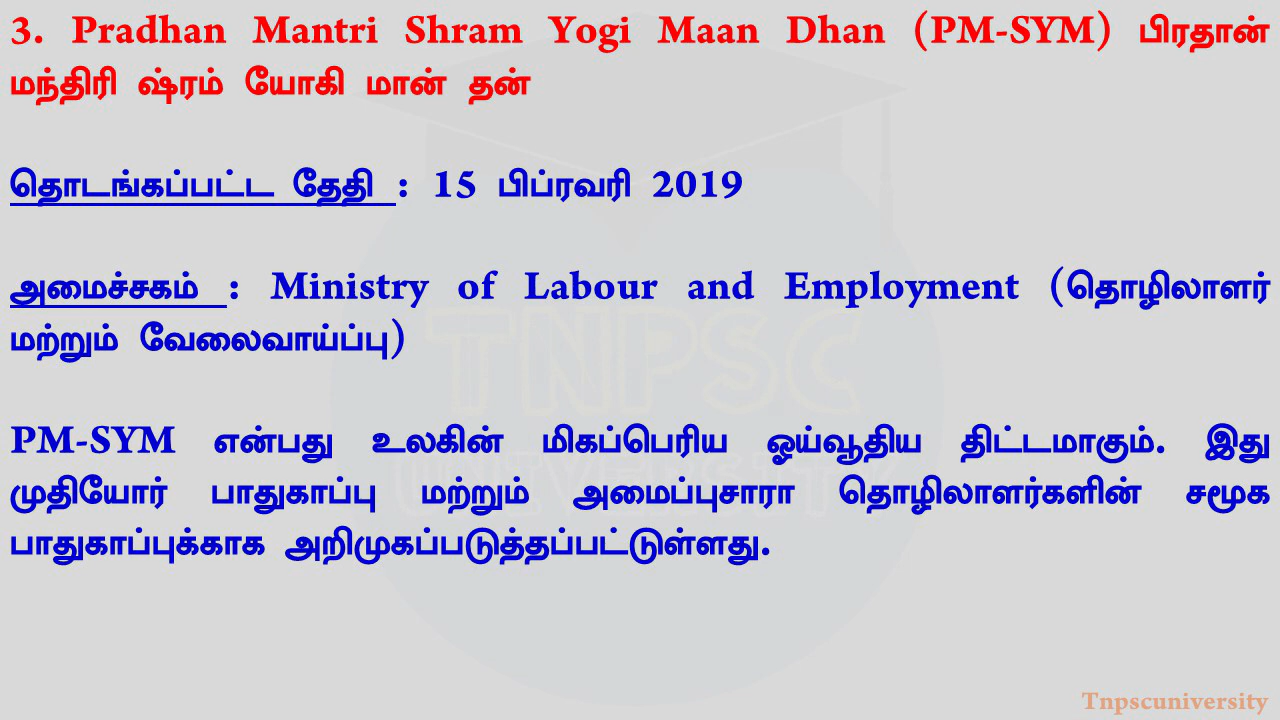 3. Pradhan Mantri Shram Yogi Maan Dhan (PM-SYM) பிரதான்
மந்திரி ஷ்ரம் யோகி மான் தன்
தொடங்கப்பட்ட தேதி : 15 பிப்ரவரி 2019
அமைச்சகம் : Ministry of Labour and Employment (தொழிலாளர்
மற்றும் வேலைவாய்ப்பு)
PM-SYM என்பது உலகின் மிகப்பெரிய ஓய்வூதிய திட்டமாகும். இது
முதியோர் பாதுகாப்பு மற்றும் அமைப்புசாரா தொழிலாளர்களின் சமூக
பாதுகாப்புக்காக அறிமுகப்படுத்தப்பட்டுள்ளது.
TNPSC
UNIVERSITY
Tnpscuniversity